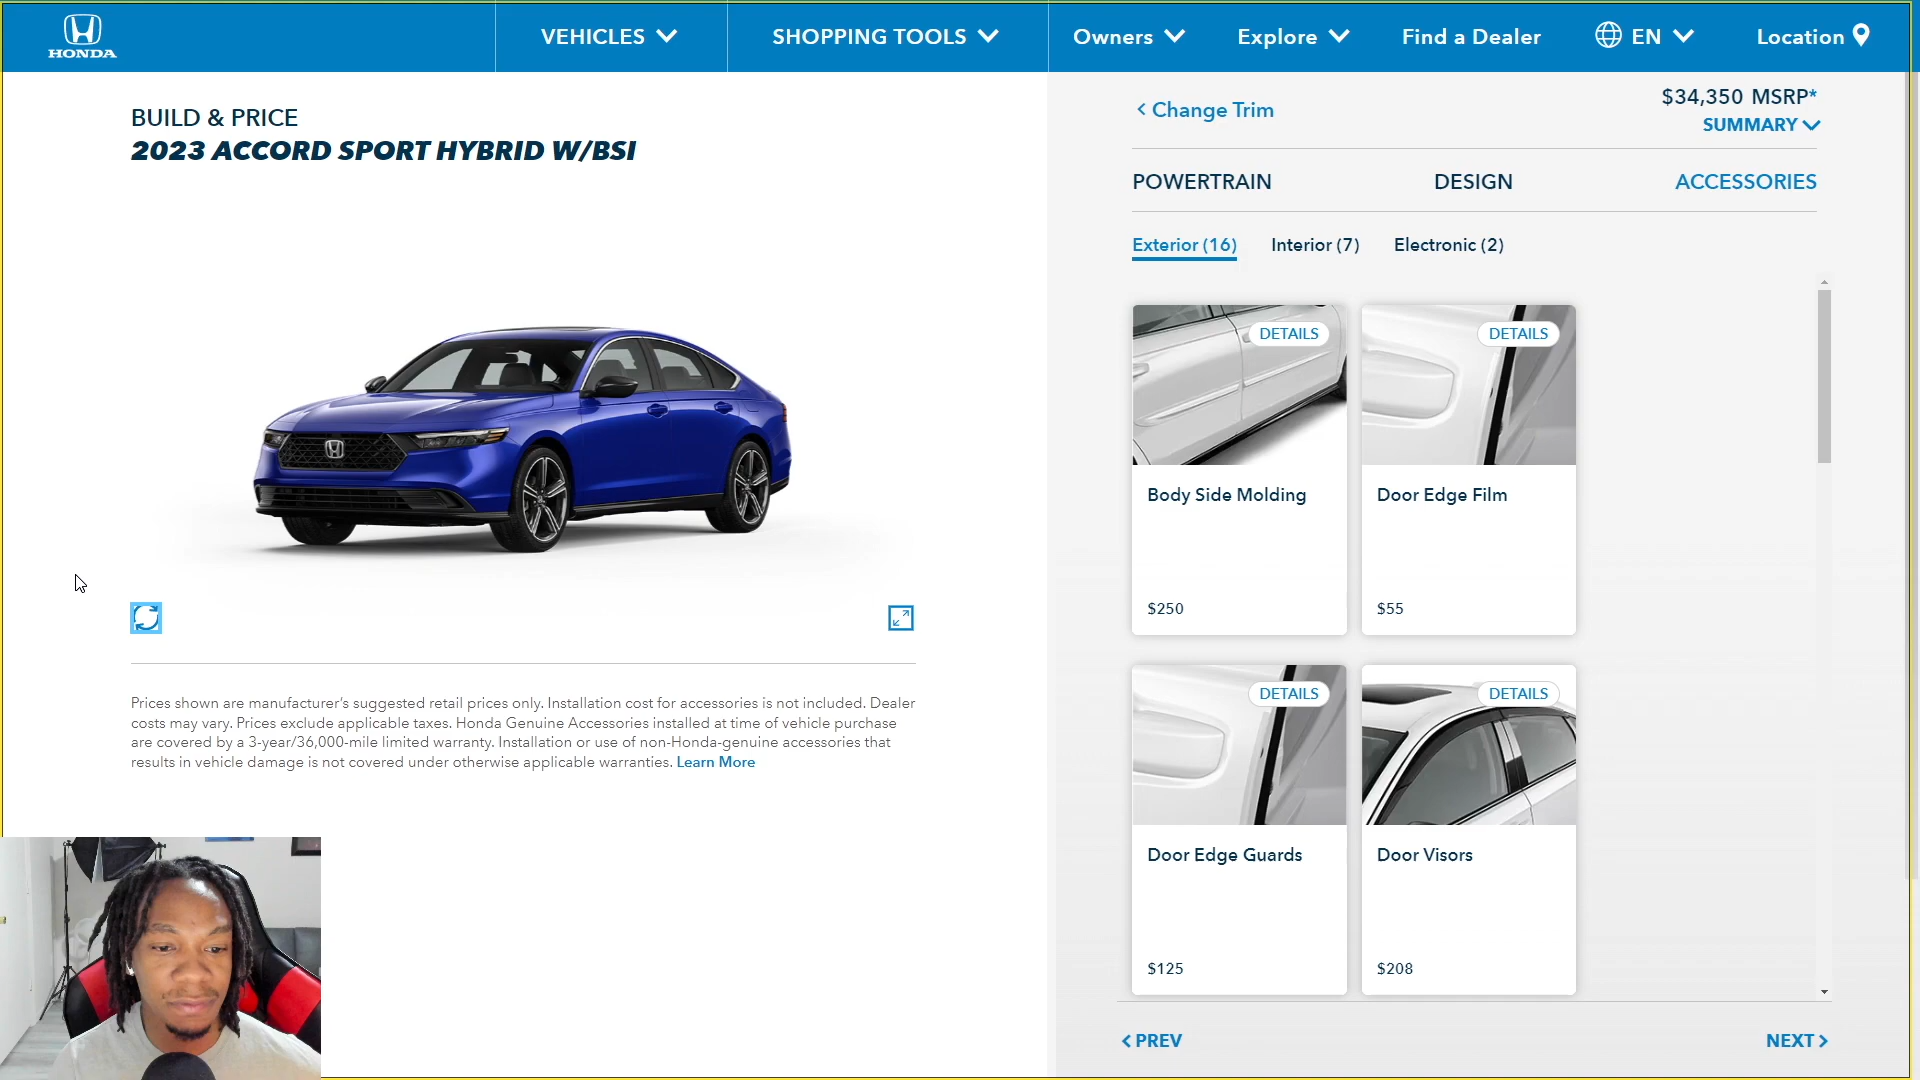 HONDA
VEHICLES
SHOPPING TOOLS
Owners
Explore
Find a Dealer
EN
Location
BUILD & PRICE
2023 ACCORD SPORT HYBRID W/BSI
Prices shown are manufacturer's suggested retail prices only. Installation cost for accessories is not included. Dealer
costs may vary. Prices exclude applicable taxes. Honda Genuine Accessories installed at time of vehicle purchase
are covered by a 3-year/36,000-mile limited warranty. Installation or use of non-Honda-genuine accessories that
results in vehicle damage is not covered under otherwise applicable warranties. Learn More
< Change Trim
$34,350 MSRP*
SUMMARY
POWERTRAIN
DESIGN
ACCESSORIES
Exterior (16)
Interior (7)
Electronic (2)
DETAILS
Body Side Molding
$250
DETAILS
Door Edge Film
$55
DETAILS
Door Edge Guards
$125
DETAILS
Door Visors
$208
< PREV
NEXT >